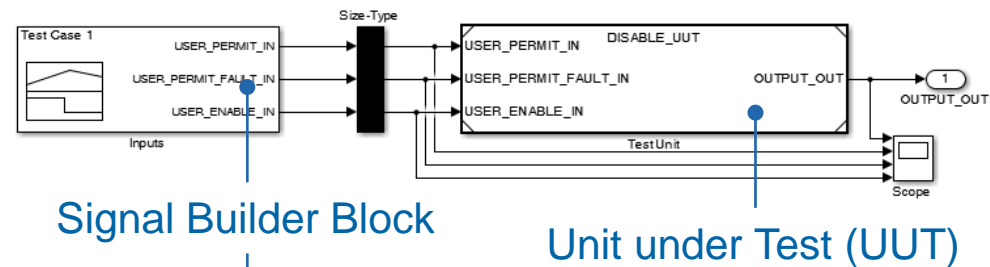 Size-Type
Test Case 1
USER_PERMIT_IN
USER_PERMIT_FAULT_IN
USER_ENABLE_IN
Inputs
DISABLE_UUT
USER_PERMIT_IN
USER_PERMIT_FAULT_IN
USER_ENABLE_IN
OUTPUT_OUT
TestUnit
1
OUTPUT_OUT
Scope
Signal Builder Block
Unit under Test (UUT)